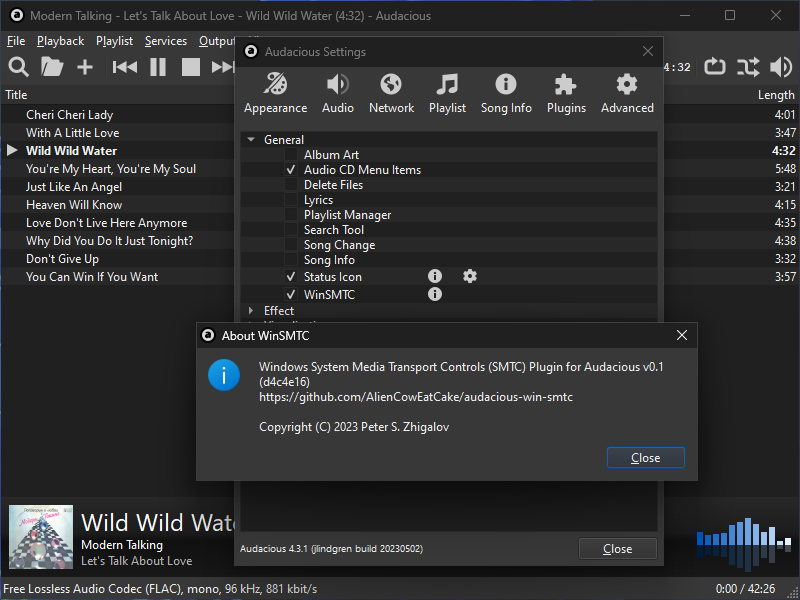 Modern Talking - Let's Talk About Love - Wild Wild Water (4:32) - Audacious
File Playback Playlist Services Output
Audacious Settings
4:32
Appearance Audio Network Playlist Song Info Plugins Advanced
Title Length
Cheri Cheri Lady 4:01
With A Little Love 3:47
Wild Wild Water 4:32
You're My Heart, You're My Soul 5:48
Just Like An Angel 3:21
Heaven Will Know 4:15
Love Don't Live Here Anymore 4:35
Why Did You Do It Just Tonight? 4:38
Don't Give Up 3:32
You Can Win If You Want 3:57
General
Album Art
Audio CD Menu Items
Delete Files
Lyrics
Playlist Manager
Search Tool
Song Change
Song Info
Status Icon
WinSMTC
Effect
About WinSMTC
Windows System Media Transport Controls (SMTC) Plugin for Audacious v0.1
(d4c4e16)
https://github.com/AlienCowEatCake/audacious-win-smtc
Copyright (C) 2023 Peter S. Zhigalov
Close
Audacious 4.3.1 (jlindgren build 20230502)
Close
Wild Wild Wate
Modern Talking
Let's Talk About Love
Free Lossless Audio Codec (FLAC), mono, 96 kHz, 881 kbit/s
0:00 / 42:26